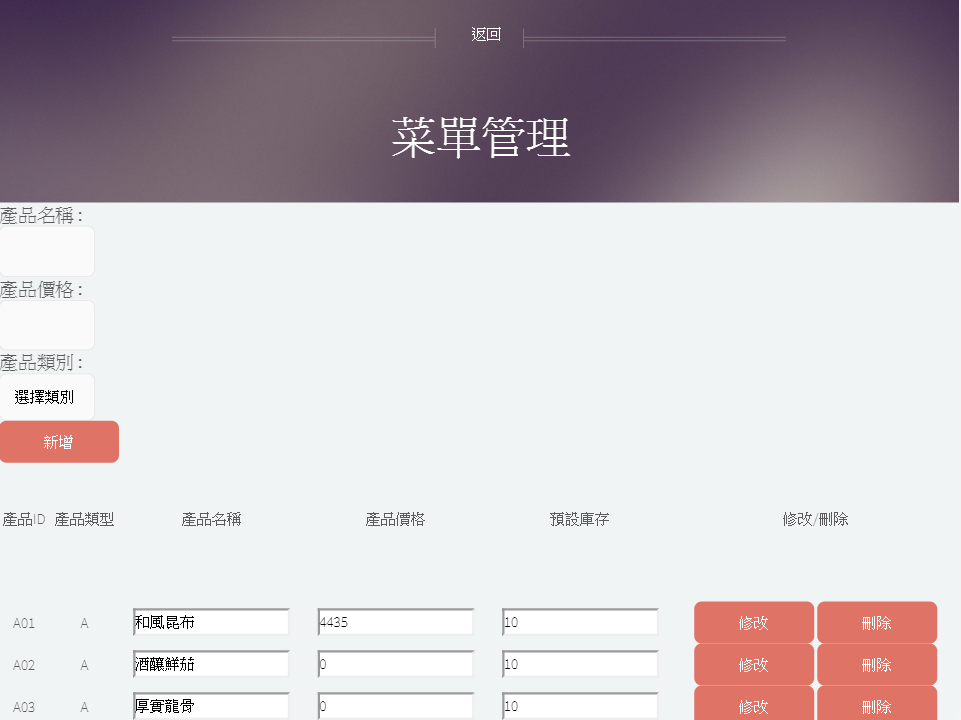 返回
菜單管理
產品名稱 :
產品價格 :
產品類別 :
選擇類別
新增
產品ID 產品類型 產品名稱 產品價格 預設庫存 修改/刪除
A01 A 和風昆布 4435 10 修改 刪除
A02 A 酒釀鮮茄 0 10 修改 刪除
A03 A 厚實龍骨 0 10 修改 刪除